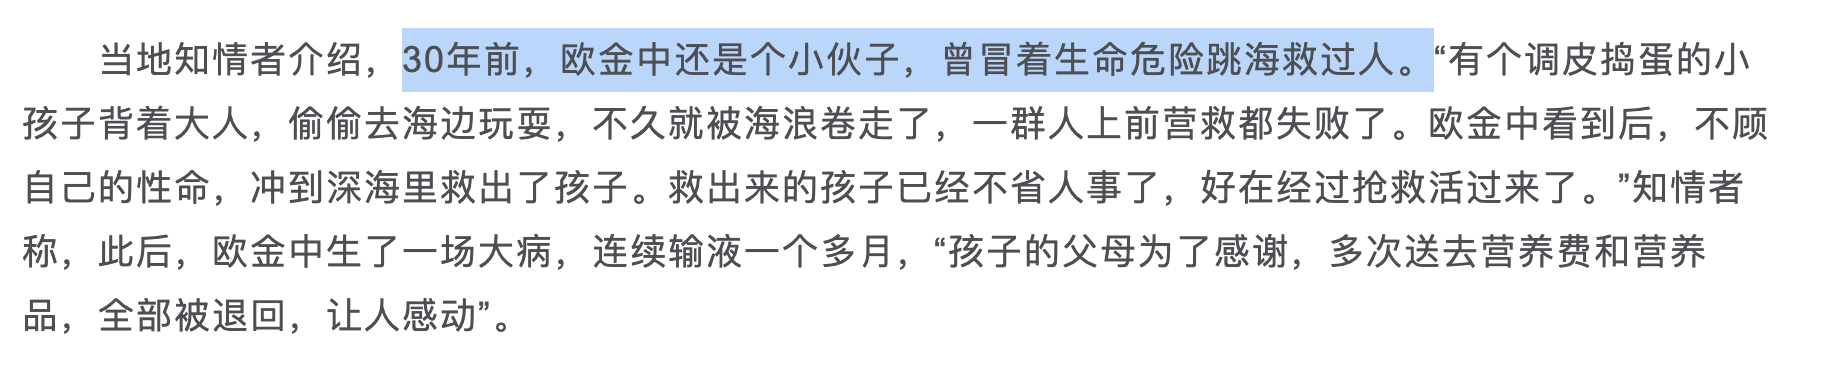 当地知情者介绍，30年前，欧金中还是个小伙子，曾冒着生命危险跳海救过人。“有个调皮捣蛋的小
孩子背着大人，偷偷去海边玩耍，不久就被海浪卷走了，一群人上前营救都失败了。欧金中看到后，不顾
自己的性命，冲到深海里救出了孩子。救出来的孩子已经不省人事了，好在经过抢救活过来了。”知情者
称，此后，欧金中生了一场大病，连续输液一个多月，“孩子的父母为了感谢，多次送去营养费和营养
品，全部被退回，让人感动”。